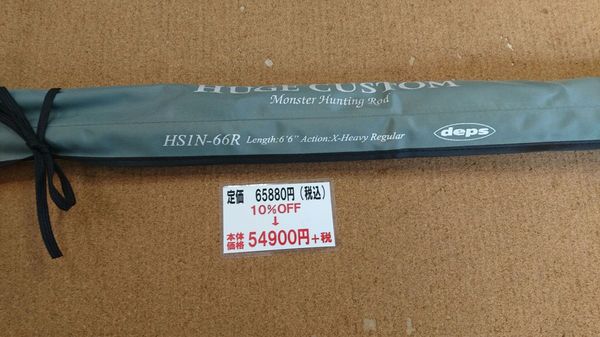 HUGE CUSTOM
Monster Hunting Rod
HS1N-66R Length:6'6" Action:X-Heavy Regular
deps
定価 65880円(税込)
10%OFF
↓
本体価格 54900円+税